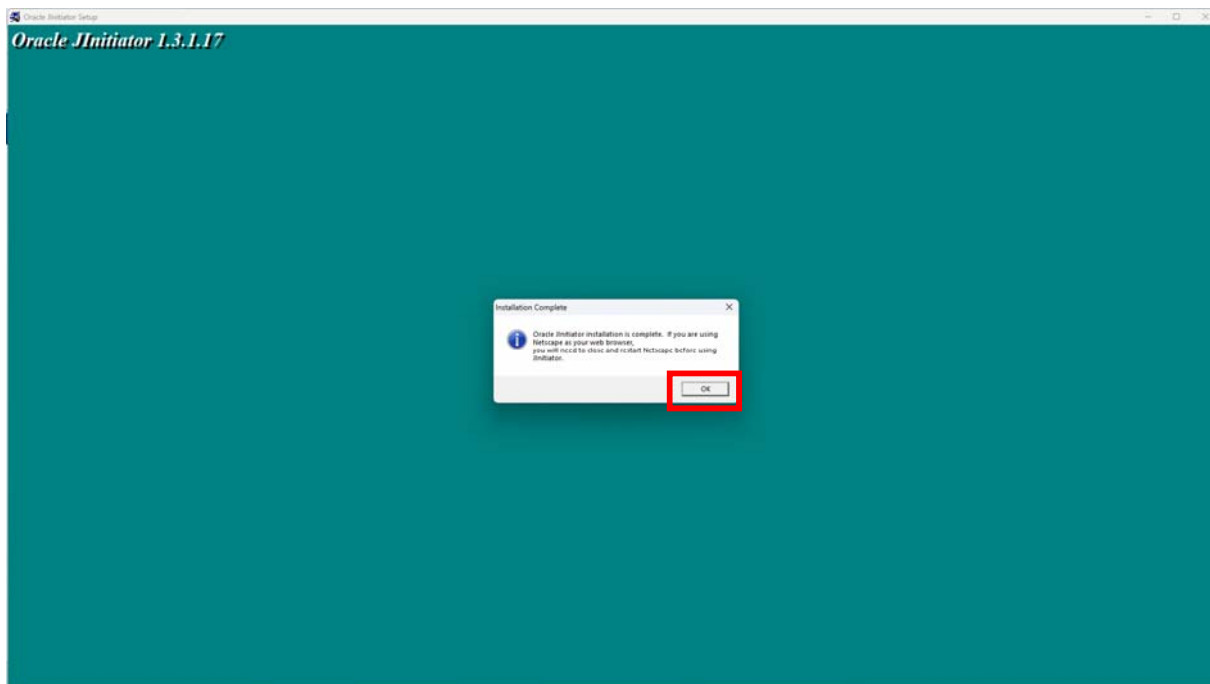 Oracle JInitiator Setup
Oracle JInitiator 1.3.1.17
Installation Complete
Oracle JInitiator installation is complete. If you are using
Netscape as your web browser,
you will need to close and restart Netscape before using
JInitiator.
OK